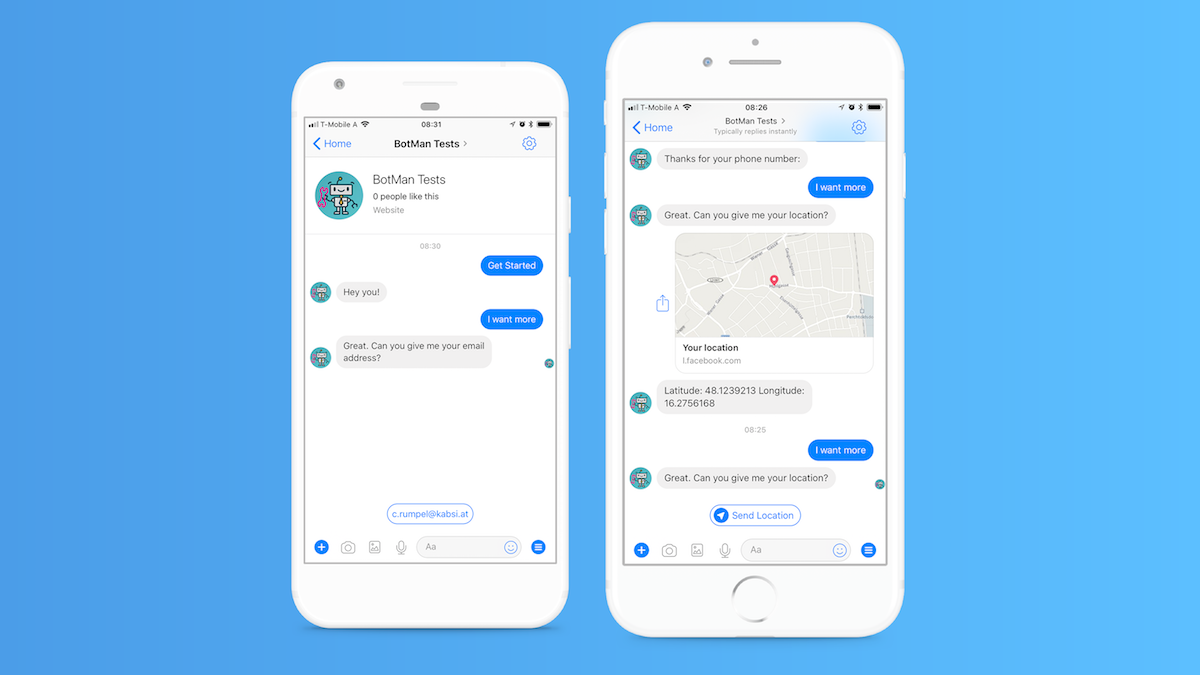 T-Mobile A
08:31
Home
BotMan Tests
BotMan Tests
0 people like this
Website
08:30
Get Started
Hey you!
I want more
Great. Can you give me your email
address?
c.rumpel@kabsi.at
Aa
T-Mobile A
08:26
Home
BotMan Tests
Typically replies instantly
Thanks for your phone number:
I want more
Great. Can you give me your location?
Your location
l.facebook.com
Latitude: 48.1239213 Longitude:
16.2756168
08:25
I want more
Great. Can you give me your location?
Send Location
Aa